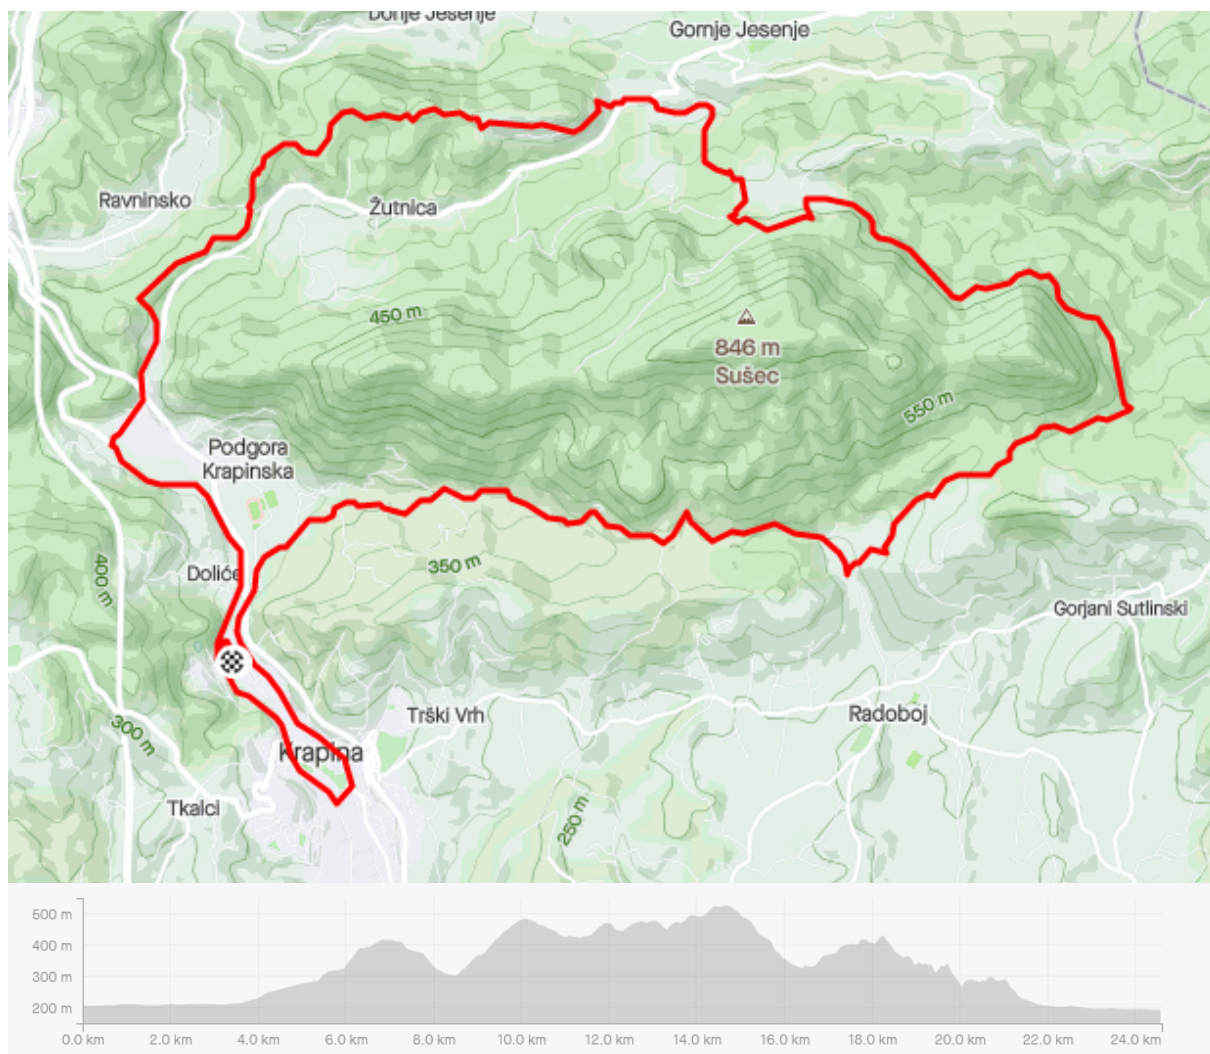 Donje Jesenje
Gornje Jesenje
Ravninsko
Žutnica
450 m
846 m
Sušec
550 m
Podgora
Krapinska
400 m
350 m
Doliće
Gorjani Sutlinski
300 m
Trški Vrh
Radoboj
Krapina
Tkalci
250 m
500 m
400 m
300 m
200 m
0.0 km 2.0 km 4.0 km 6.0 km 8.0 km 10.0 km 12.0 km 14.0 km 16.0 km 18.0 km 20.0 km 22.0 km 24.0 km